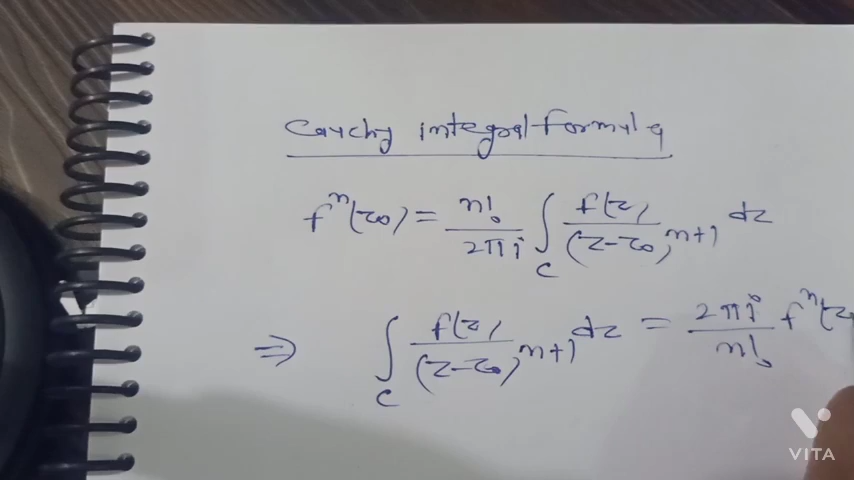 Cauchy integral formula
f^n(z₀) = n!/2πi ∫_C f(z)/(z-z₀)^n+1 dz
⇒ ∫_C f(z)/(z-z₀)^n+1 dz = 2πi/n! f^n(z
VITA